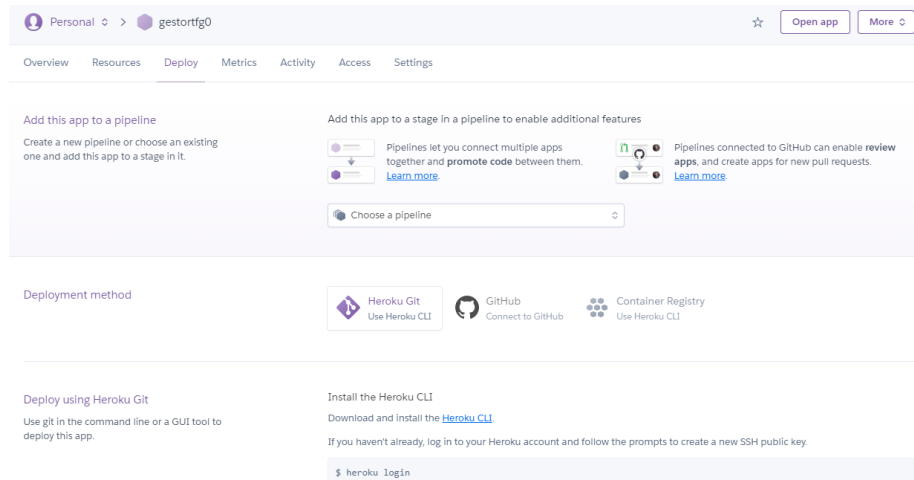 Personal > gestortfg0
Open app
More
Overview Resources Deploy Metrics Activity Access Settings
Add this app to a pipeline
Create a new pipeline or choose an existing
one and add this app to a stage in it.
Add this app to a stage in a pipeline to enable additional features
Pipelines let you connect multiple apps
together and promote code between them.
Learn more.
Pipelines connected to GitHub can enable review
apps, and create apps for new pull requests.
Learn more.
Choose a pipeline
Deployment method
Heroku Git
Use Heroku CLI
GitHub
Connect to GitHub
Container Registry
Use Heroku CLI
Deploy using Heroku Git
Use git in the command line or a GUI tool to
deploy this app.
Install the Heroku CLI
Download and install the Heroku CLI.
If you haven't already, log in to your Heroku account and follow the prompts to create a new SSH public key.
$ heroku login